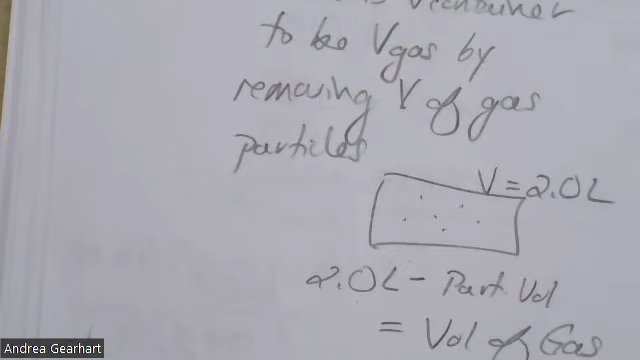 Vcontainer
to be Vgas by
removing V of gas
particles
V = 2.0L
2.0L - Part. Vol
= Vol of Gas
Andrea Gearhart